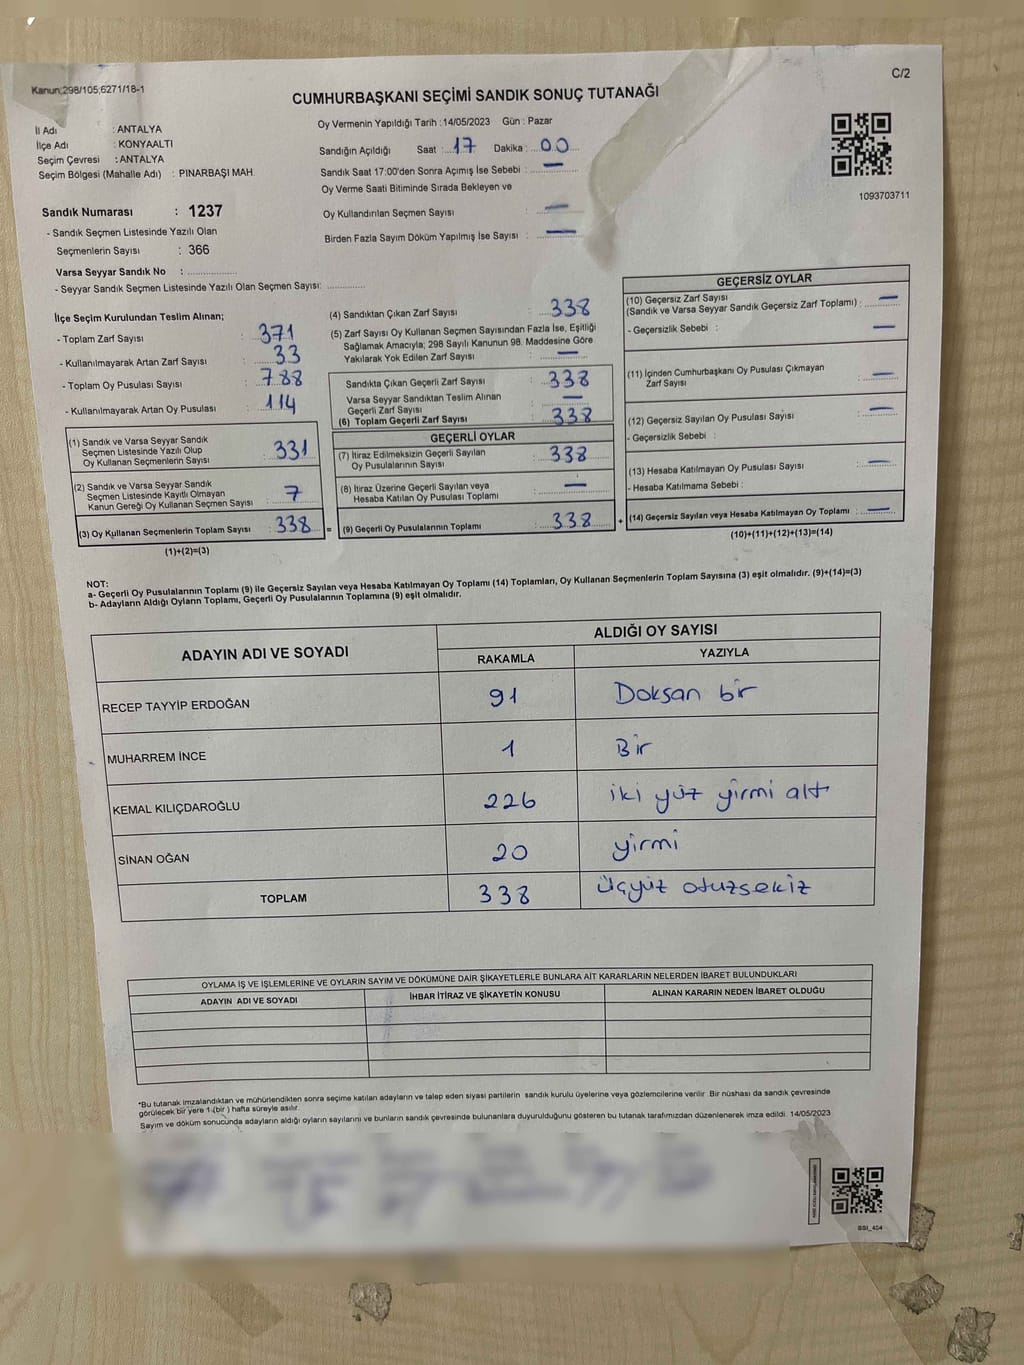 Kanun;298/105;6271/18-1
C/2
CUMHURBAŞKANI SEÇİMİ SANDIK SONUÇ TUTANAĞI
İl Adı : ANTALYA
İlçe Adı : KONYAALTI
Seçim Çevresi : ANTALYA
Seçim Bölgesi (Mahalle Adı) : PINARBAŞI MAH.
Sandık Numarası : 1237
- Sandık Seçmen Listesinde Yazılı Olan
Seçmenlerin Sayısı : 366
Varsa Seyyar Sandık No : ................
- Seyyar Sandık Seçmen Listesinde Yazılı Olan Seçmen Sayısı: .............
Oy Vermenin Yapıldığı Tarih :14/05/2023 Gün : Pazar
Sandığın Açıldığı Saat : 17 Dakika : 00
Sandık Saat 17:00'den Sonra Açımış İse Sebebi : —
Oy Verme Saati Bitiminde Sırada Bekleyen ve
Oy Kullandırılan Seçmen Sayısı : —
Birden Fazla Sayım Döküm Yapılmış İse Sayısı : —
1093703711
İlçe Seçim Kurulundan Teslim Alınan;
- Toplam Zarf Sayısı : 371
- Kullanılmayarak Artan Zarf Sayısı : 33
- Toplam Oy Pusulası Sayısı : 788
- Kullanılmayarak Artan Oy Pusulası : 114
(1) Sandık ve Varsa Seyyar Sandık
Seçmen Listesinde Yazılı Olup
Oy Kullanan Seçmenlerin Sayısı : 331
(2) Sandık ve Varsa Seyyar Sandık
Seçmen Listesinde Kayıtlı Olmayan
Kanun Gereği Oy Kullanan Seçmen Sayısı : 7
(3) Oy Kullanan Seçmenlerin Toplam Sayısı : 338 =
(1)+(2)=(3)
(4) Sandıktan Çıkan Zarf Sayısı : 338
(5) Zarf Sayısı Oy Kullanan Seçmen Sayısından Fazla İse, Eşitliği
Sağlamak Amacıyla; 298 Sayılı Kanunun 98. Maddesine Göre
Yakılarak Yok Edilen Zarf Sayısı : —
Sandıkta Çıkan Geçerli Zarf Sayısı : 338
Varsa Seyyar Sandıktan Teslim Alınan
Geçerli Zarf Sayısı : —
(6) Toplam Geçerli Zarf Sayısı : 338
GEÇERLİ OYLAR
(7) İtiraz Edilmeksizin Geçerli Sayılan
Oy Pusulalarının Sayısı : 338
(8) İtiraz Üzerine Geçerli Sayılan veya
Hesaba Katılan Oy Pusulası Toplamı : —
(9) Geçerli Oy Pusulalarının Toplamı : 338 +
GEÇERSİZ OYLAR
(10) Geçersiz Zarf Sayısı
(Sandık ve Varsa Seyyar Sandık Geçersiz Zarf Toplamı) : —
- Geçersizlik Sebebi : —
(11) İçinden Cumhurbaşkanı Oy Pusulası Çıkmayan
Zarf Sayısı : —
(12) Geçersiz Sayılan Oy Pusulası Sayısı : —
- Geçersizlik Sebebi :
(13) Hesaba Katılmayan Oy Pusulası Sayısı : —
- Hesaba Katılmama Sebebi :
(14) Geçersiz Sayılan veya Hesaba Katılmayan Oy Toplamı : —
(10)+(11)+(12)+(13)=(14)
NOT:
a- Geçerli Oy Pusulalarının Toplamı (9) ile Geçersiz Sayılan veya Hesaba Katılmayan Oy Toplamı (14) Toplamları, Oy Kullanan Seçmenlerin Toplam Sayısına (3) eşit olmalıdır. (9)+(14)=(3)
b- Adayların Aldığı Oyların Toplamı, Geçerli Oy Pusulalarının Toplamına (9) eşit olmalıdır.
ADAYIN ADI VE SOYADI ALDIĞI OY SAYISI
RAKAMLA YAZIYLA
RECEP TAYYİP ERDOĞAN 91 Doksan bir
MUHARREM İNCE 1 Bir
KEMAL KILIÇDAROĞLU 226 iki yüz yirmi altı
SİNAN OĞAN 20 yirmi
TOPLAM 338 üçyüz otuzsekiz
OYLAMA İŞ VE İŞLEMLERİNE VE OYLARIN SAYIM VE DÖKÜMÜNE DAİR ŞİKAYETLERLE BUNLARA AİT KARARLARIN NELERDEN İBARET BULUNDUKLARI
ADAYIN ADI VE SOYADI İHBAR İTİRAZ VE ŞİKAYETİN KONUSU ALINAN KARARIN NEDEN İBARET OLDUĞU
*Bu tutanak imzalandıktan ve mühürlendikten sonra seçime katılan adayların ve talep eden siyasi partilerin sandık kurulu üyelerine veya gözlemcilerine verilir. Bir nüshası da sandık çevresinde
görülecek bir yere 1 (bir ) hafta süreyle asılır.
Sayım ve döküm sonucunda adayların aldığı oyların sayılarını ve bunların sandık çevresinde bulunanlara duyurulduğunu gösteren bu tutanak tarafımızdan düzenlenerek imza edildi. 14/05/2023
SSI_404